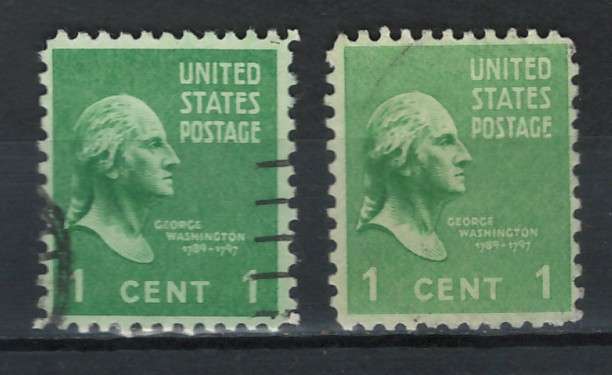 UNITED
STATES
POSTAGE
GEORGE
WASHINGTON
1789+1797
1 CENT 1
UNITED
STATES
POSTAGE
GEORGE
WASHINGTON
1789+1797
1 CENT 1